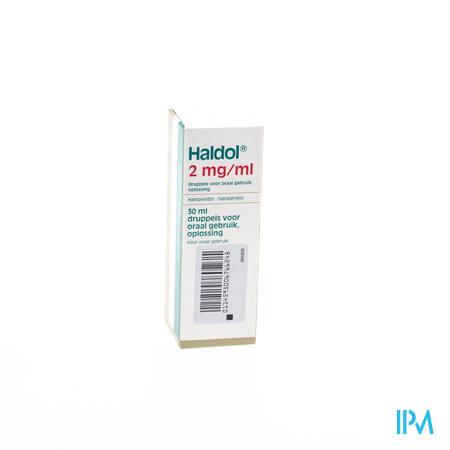 Haldol®
2 mg/ml
druppels voor oraal gebruik,
oplossing
Haloperidol - haloperidol
30 ml
druppels voor
oraal gebruik,
oplossing
Voor oraal gebruik
IPM